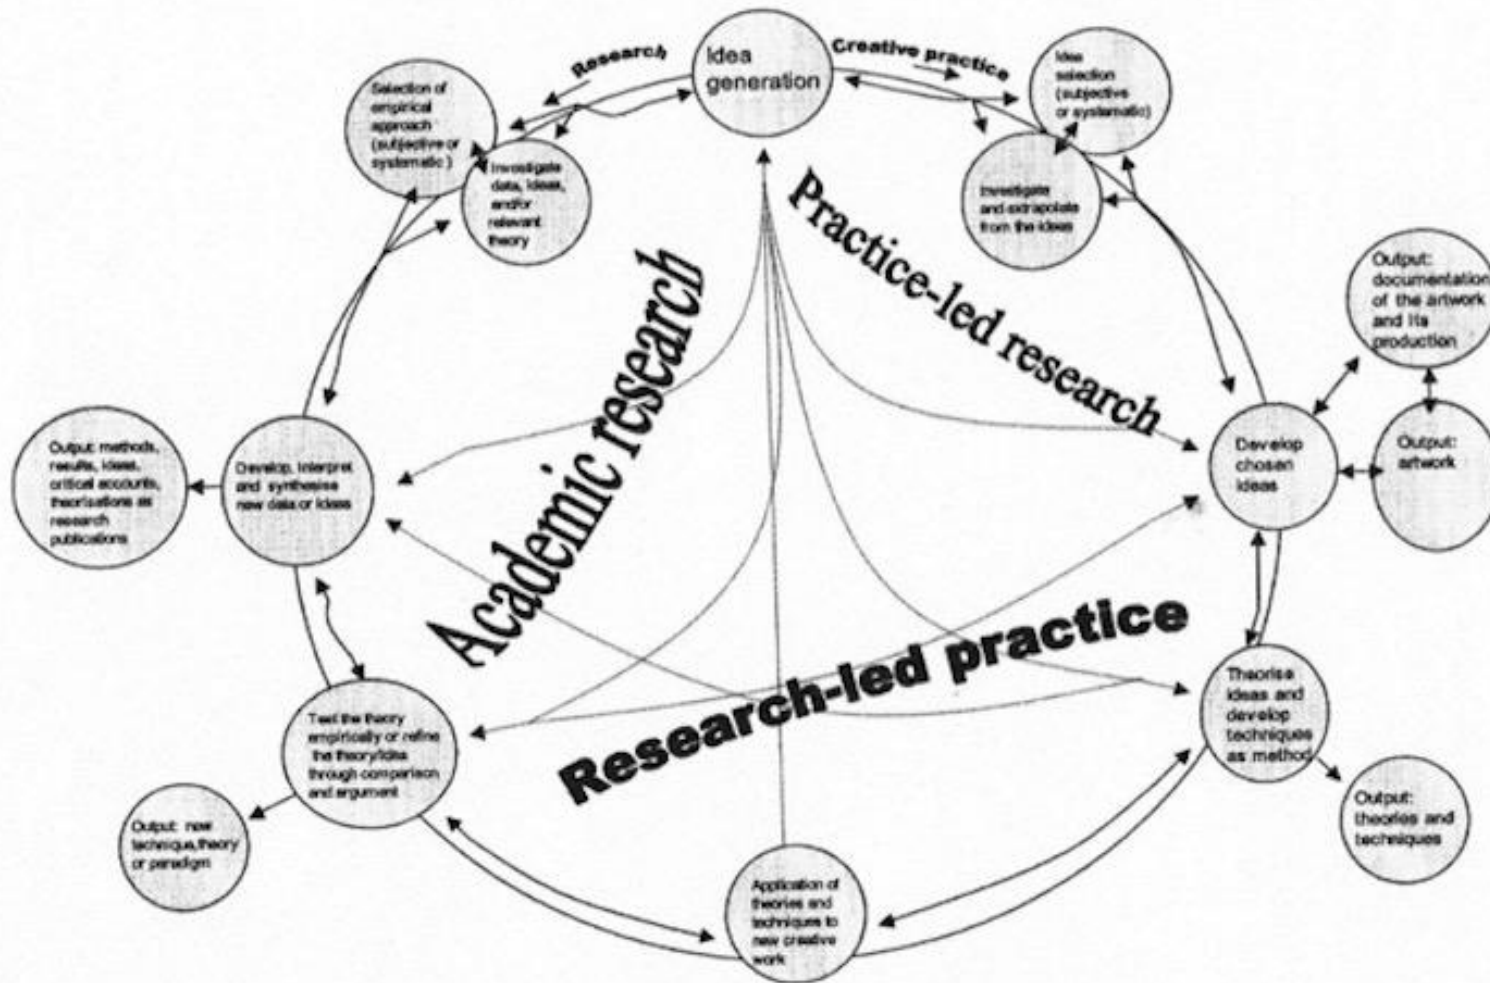 Idea
generation
Research
Creative practice
Selection of
empirical
approach
(subjective or
systematic )
Investigate
data, ideas,
and/or
relevant
theory
Idea
selection
(subjective
or systematic)
Investigate
and extrapolate
from the ideas
Academic research
Practice-led research
Research-led practice
Output:
documentation
of the artwork
and its
production
Output:
artwork
Develop
chosen
ideas
Output: methods,
results, ideas,
critical accounts,
theorisations as
research
publications
Develop, interpret
and synthesise
new data or ideas
Test the theory
empirically or refine
the theory/idea
through comparison
and argument
Output: new
technique, theory
or paradigm
Theorise
ideas and
develop
techniques
as method
Output:
theories and
techniques
Application of
theories and
techniques to
new creative
work